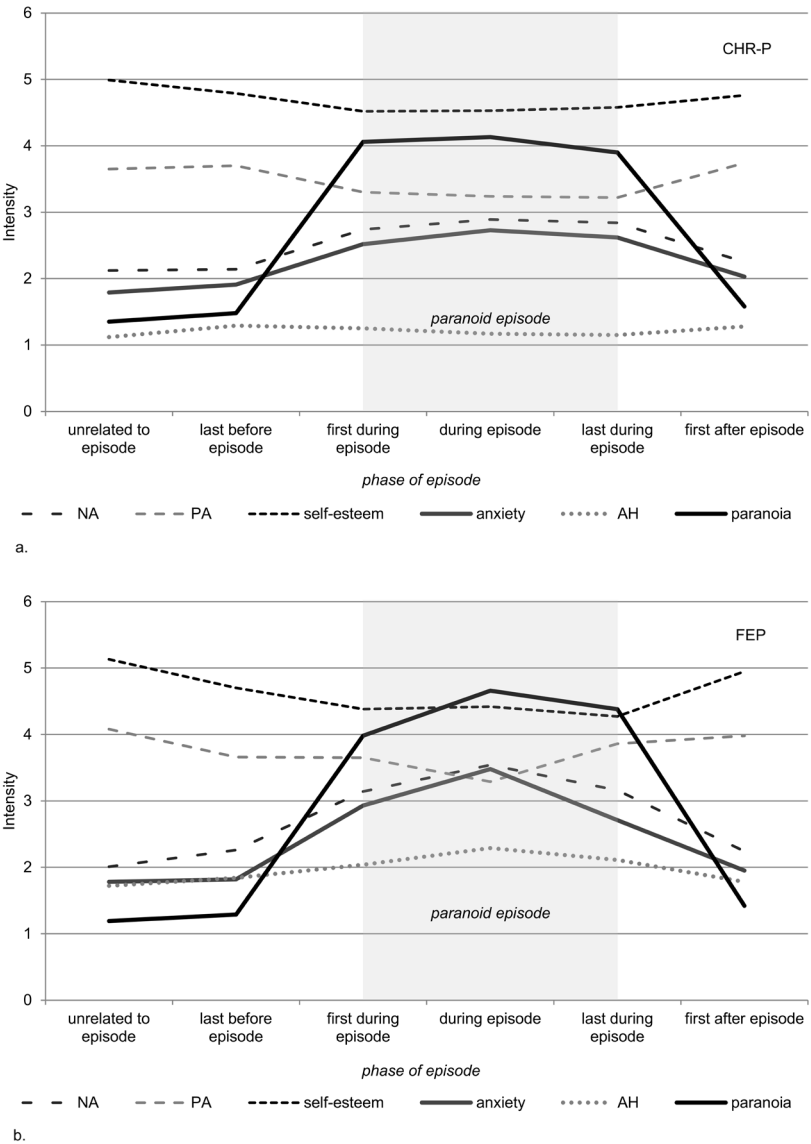 6
CHR-P
5
4
3
2
1
0
Intensity
paranoid episode
unrelated to episode
last before episode
first during episode
during episode
last during episode
first after episode
phase of episode
NA PA self-esteem anxiety AH paranoia
a.
6
FEP
5
4
3
2
1
0
Intensity
paranoid episode
unrelated to episode
last before episode
first during episode
during episode
last during episode
first after episode
phase of episode
NA PA self-esteem anxiety AH paranoia
b.